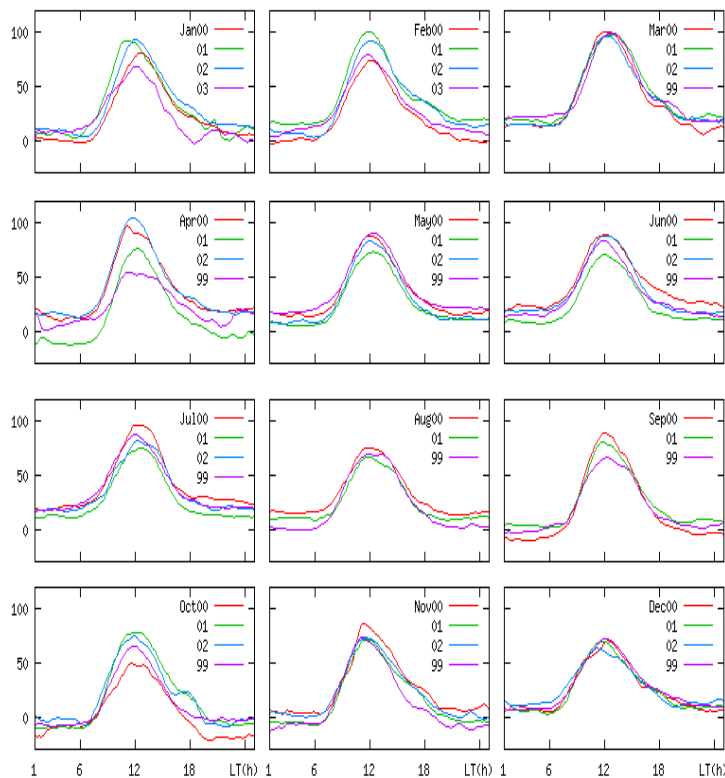 100 Jan00 Feb00 Mar00
01 01 01
50 02 02 02
03 03 99
0
100 Apr00 May00 Jun00
01 01 01
50 02 02 02
99 99 99
0
100 Jul00 Aug00 Sep00
01 01 01
50 02 99 99
99
0
100 Oct00 Nov00 Dec00
01 01 01
50 02 02 02
99 99 99
0
1 6 12 18 LT(h) 1 6 12 18 LT(h) 1 6 12 18 LT(h)